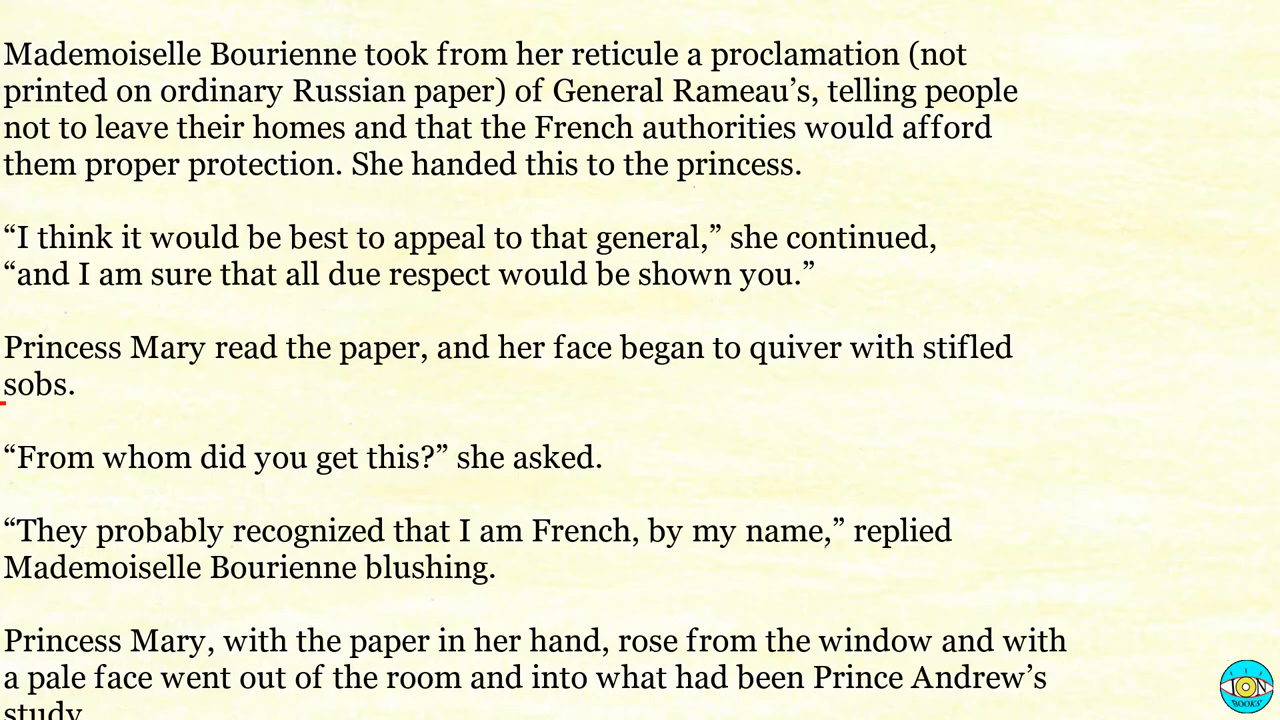 Mademoiselle Bourienne took from her reticule a proclamation (not
printed on ordinary Russian paper) of General Rameau’s, telling people
not to leave their homes and that the French authorities would afford
them proper protection. She handed this to the princess.
“I think it would be best to appeal to that general,” she continued,
“and I am sure that all due respect would be shown you.”
Princess Mary read the paper, and her face began to quiver with stifled
sobs.
“From whom did you get this?” she asked.
“They probably recognized that I am French, by my name,” replied
Mademoiselle Bourienne blushing.
Princess Mary, with the paper in her hand, rose from the window and with
a pale face went out of the room and into what had been Prince Andrew’s
study.
ION
BOOKS